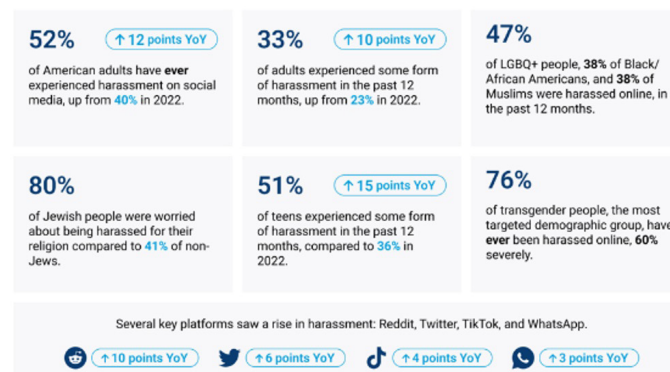 52%
↑ 12 points YoY
of American adults have ever
experienced harassment on social
media, up from 40% in 2022.
33%
↑ 10 points YoY
of adults experienced some form
of harassment in the past 12
months, up from 23% in 2022.
47%
of LGBQ+ people, 38% of Black/
African Americans, and 38% of
Muslims were harassed online, in
the past 12 months.
80%
of Jewish people were worried
about being harassed for their
religion compared to 41% of non-
Jews.
51%
↑ 15 points YoY
of teens experienced some form
of harassment in the past 12
months, compared to 36% in
2022.
76%
of transgender people, the most
targeted demographic group, have
ever been harassed online, 60%
severely.
Several key platforms saw a rise in harassment: Reddit, Twitter, TikTok, and WhatsApp.
↑ 10 points YoY
↑ 6 points YoY
↑ 4 points YoY
↑ 3 points YoY